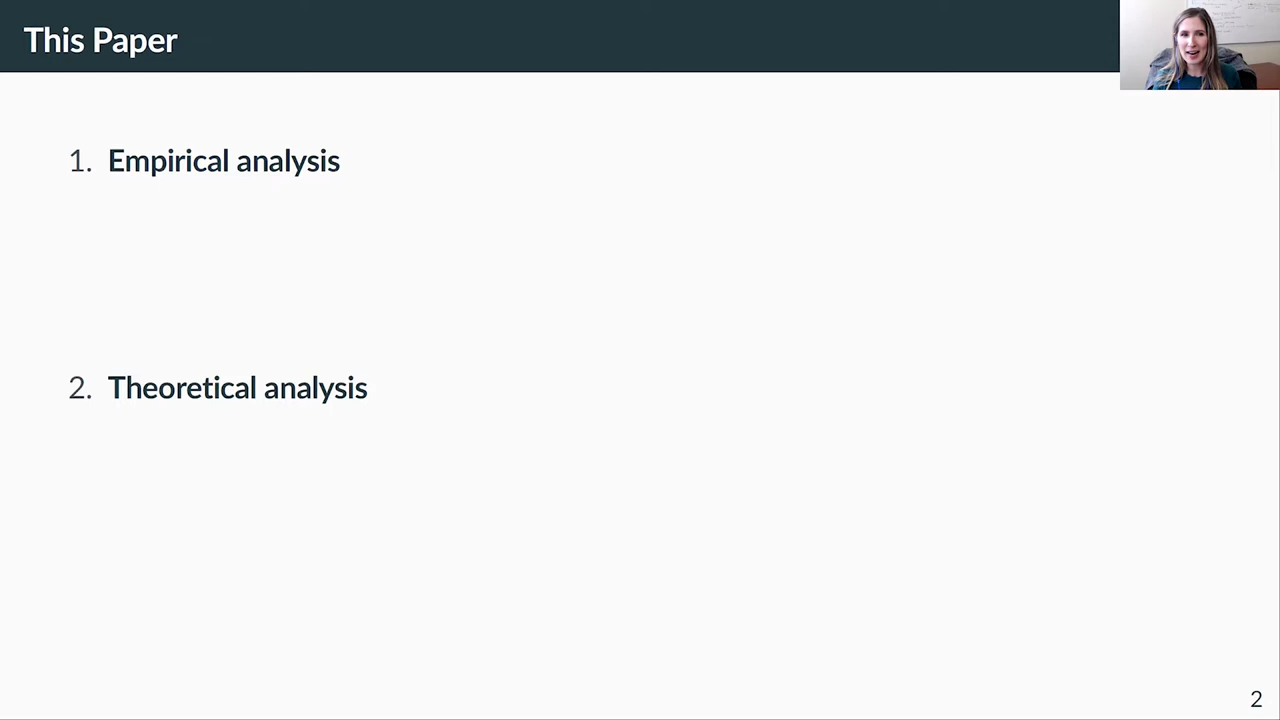 This Paper
1. Empirical analysis
2. Theoretical analysis
2